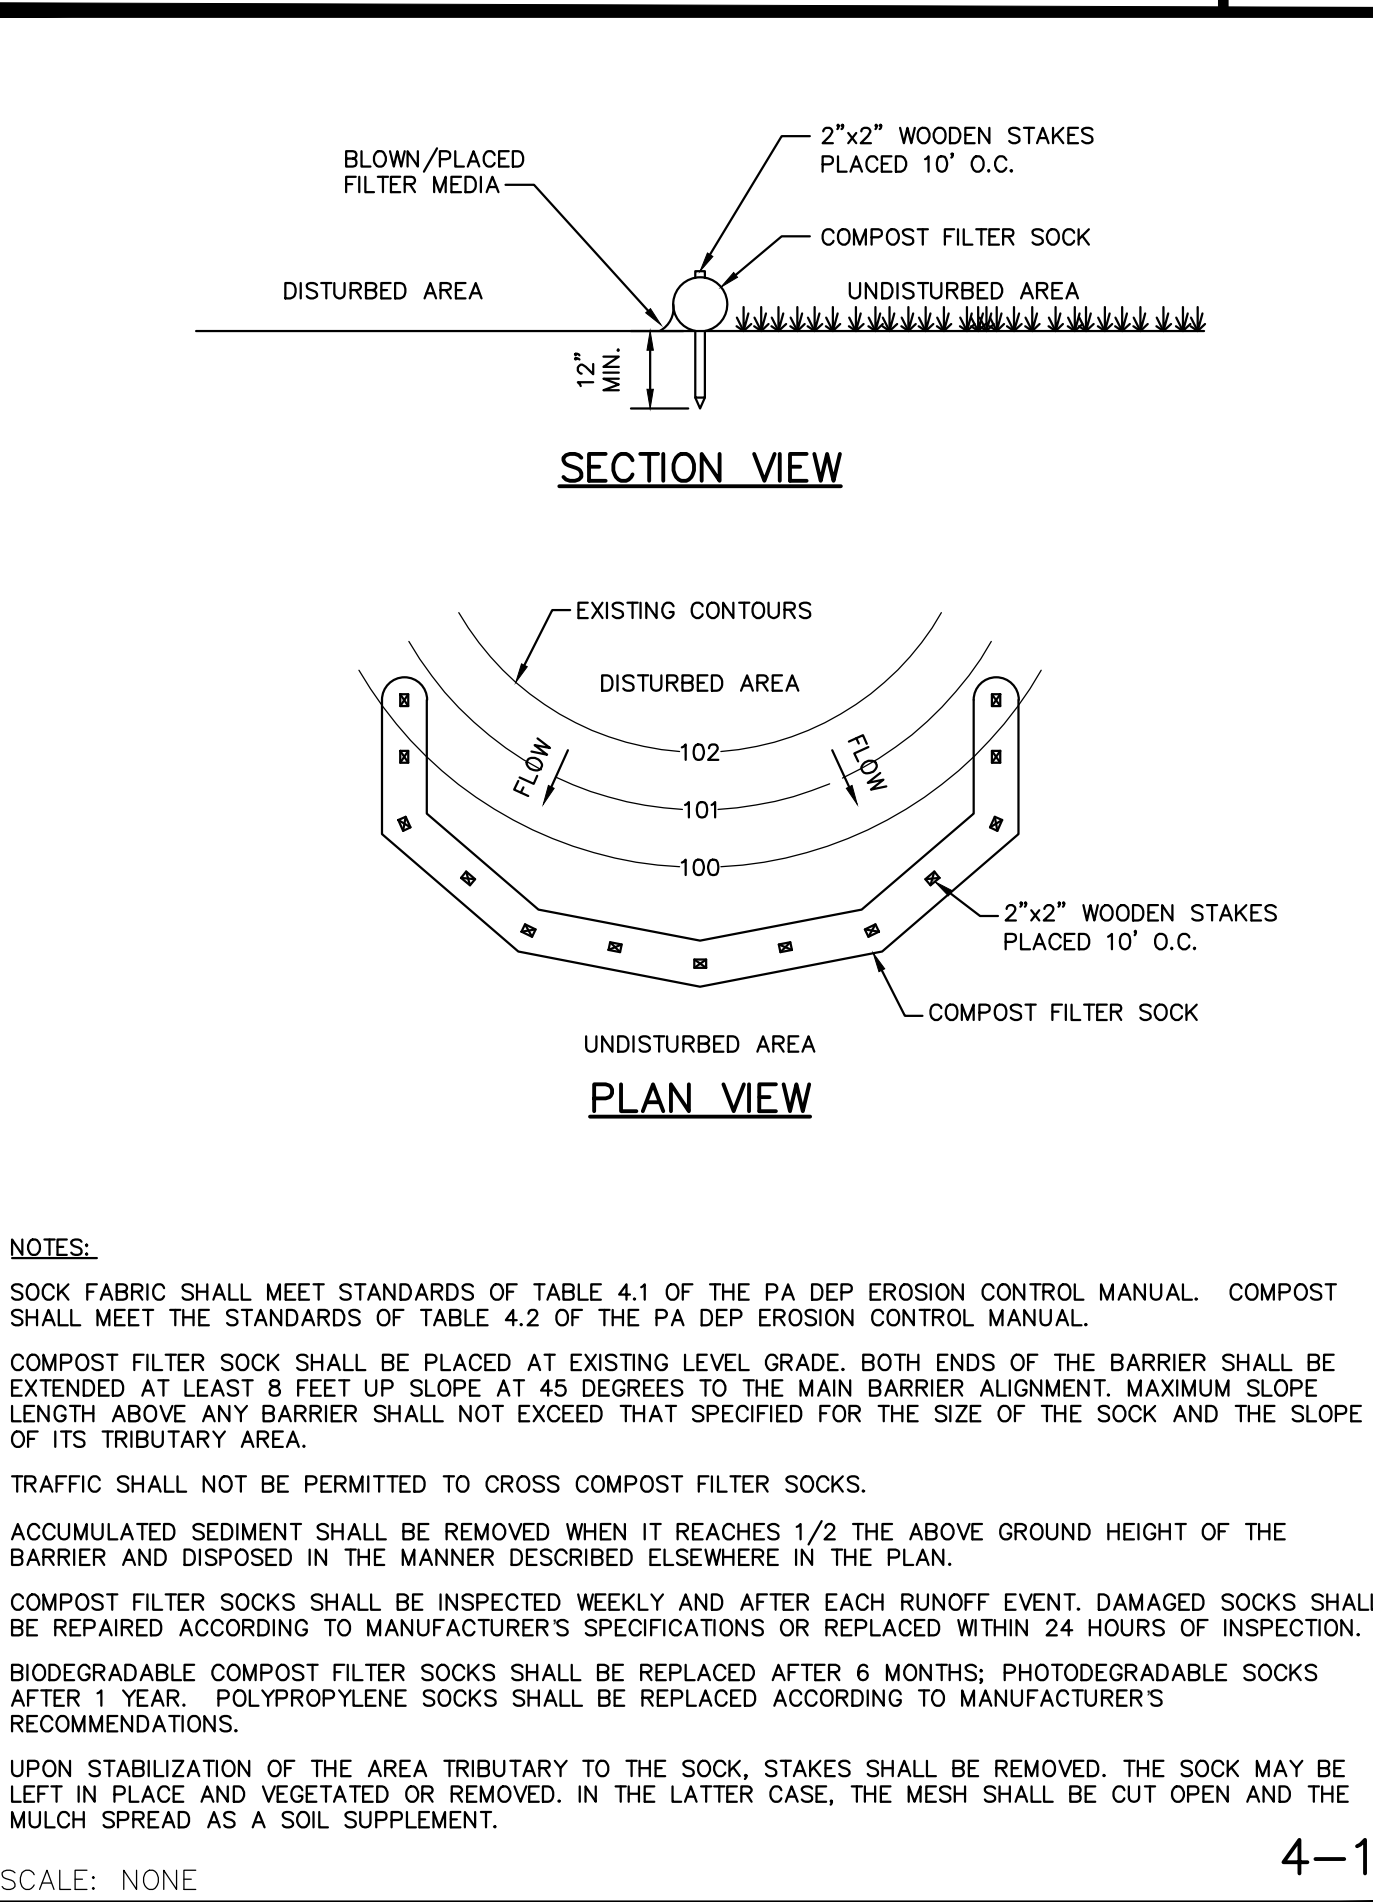 2"x2" WOODEN STAKES
PLACED 10' O.C.
BLOWN/PLACED
FILTER MEDIA
COMPOST FILTER SOCK
DISTURBED AREA
UNDISTURBED AREA
12"
MIN.
SECTION VIEW
EXISTING CONTOURS
DISTURBED AREA
102
FLOW
FLOW
101
100
2"x2" WOODEN STAKES
PLACED 10' O.C.
COMPOST FILTER SOCK
UNDISTURBED AREA
PLAN VIEW
NOTES:
SOCK FABRIC SHALL MEET STANDARDS OF TABLE 4.1 OF THE PA DEP EROSION CONTROL MANUAL. COMPOST
SHALL MEET THE STANDARDS OF TABLE 4.2 OF THE PA DEP EROSION CONTROL MANUAL.
COMPOST FILTER SOCK SHALL BE PLACED AT EXISTING LEVEL GRADE. BOTH ENDS OF THE BARRIER SHALL BE
EXTENDED AT LEAST 8 FEET UP SLOPE AT 45 DEGREES TO THE MAIN BARRIER ALIGNMENT. MAXIMUM SLOPE
LENGTH ABOVE ANY BARRIER SHALL NOT EXCEED THAT SPECIFIED FOR THE SIZE OF THE SOCK AND THE SLOPE
OF ITS TRIBUTARY AREA.
TRAFFIC SHALL NOT BE PERMITTED TO CROSS COMPOST FILTER SOCKS.
ACCUMULATED SEDIMENT SHALL BE REMOVED WHEN IT REACHES 1/2 THE ABOVE GROUND HEIGHT OF THE
BARRIER AND DISPOSED IN THE MANNER DESCRIBED ELSEWHERE IN THE PLAN.
COMPOST FILTER SOCKS SHALL BE INSPECTED WEEKLY AND AFTER EACH RUNOFF EVENT. DAMAGED SOCKS SHALL
BE REPAIRED ACCORDING TO MANUFACTURER'S SPECIFICATIONS OR REPLACED WITHIN 24 HOURS OF INSPECTION.
BIODEGRADABLE COMPOST FILTER SOCKS SHALL BE REPLACED AFTER 6 MONTHS; PHOTODEGRADABLE SOCKS
AFTER 1 YEAR. POLYPROPYLENE SOCKS SHALL BE REPLACED ACCORDING TO MANUFACTURER'S
RECOMMENDATIONS.
UPON STABILIZATION OF THE AREA TRIBUTARY TO THE SOCK, STAKES SHALL BE REMOVED. THE SOCK MAY BE
LEFT IN PLACE AND VEGETATED OR REMOVED. IN THE LATTER CASE, THE MESH SHALL BE CUT OPEN AND THE
MULCH SPREAD AS A SOIL SUPPLEMENT.
4-1
SCALE: NONE